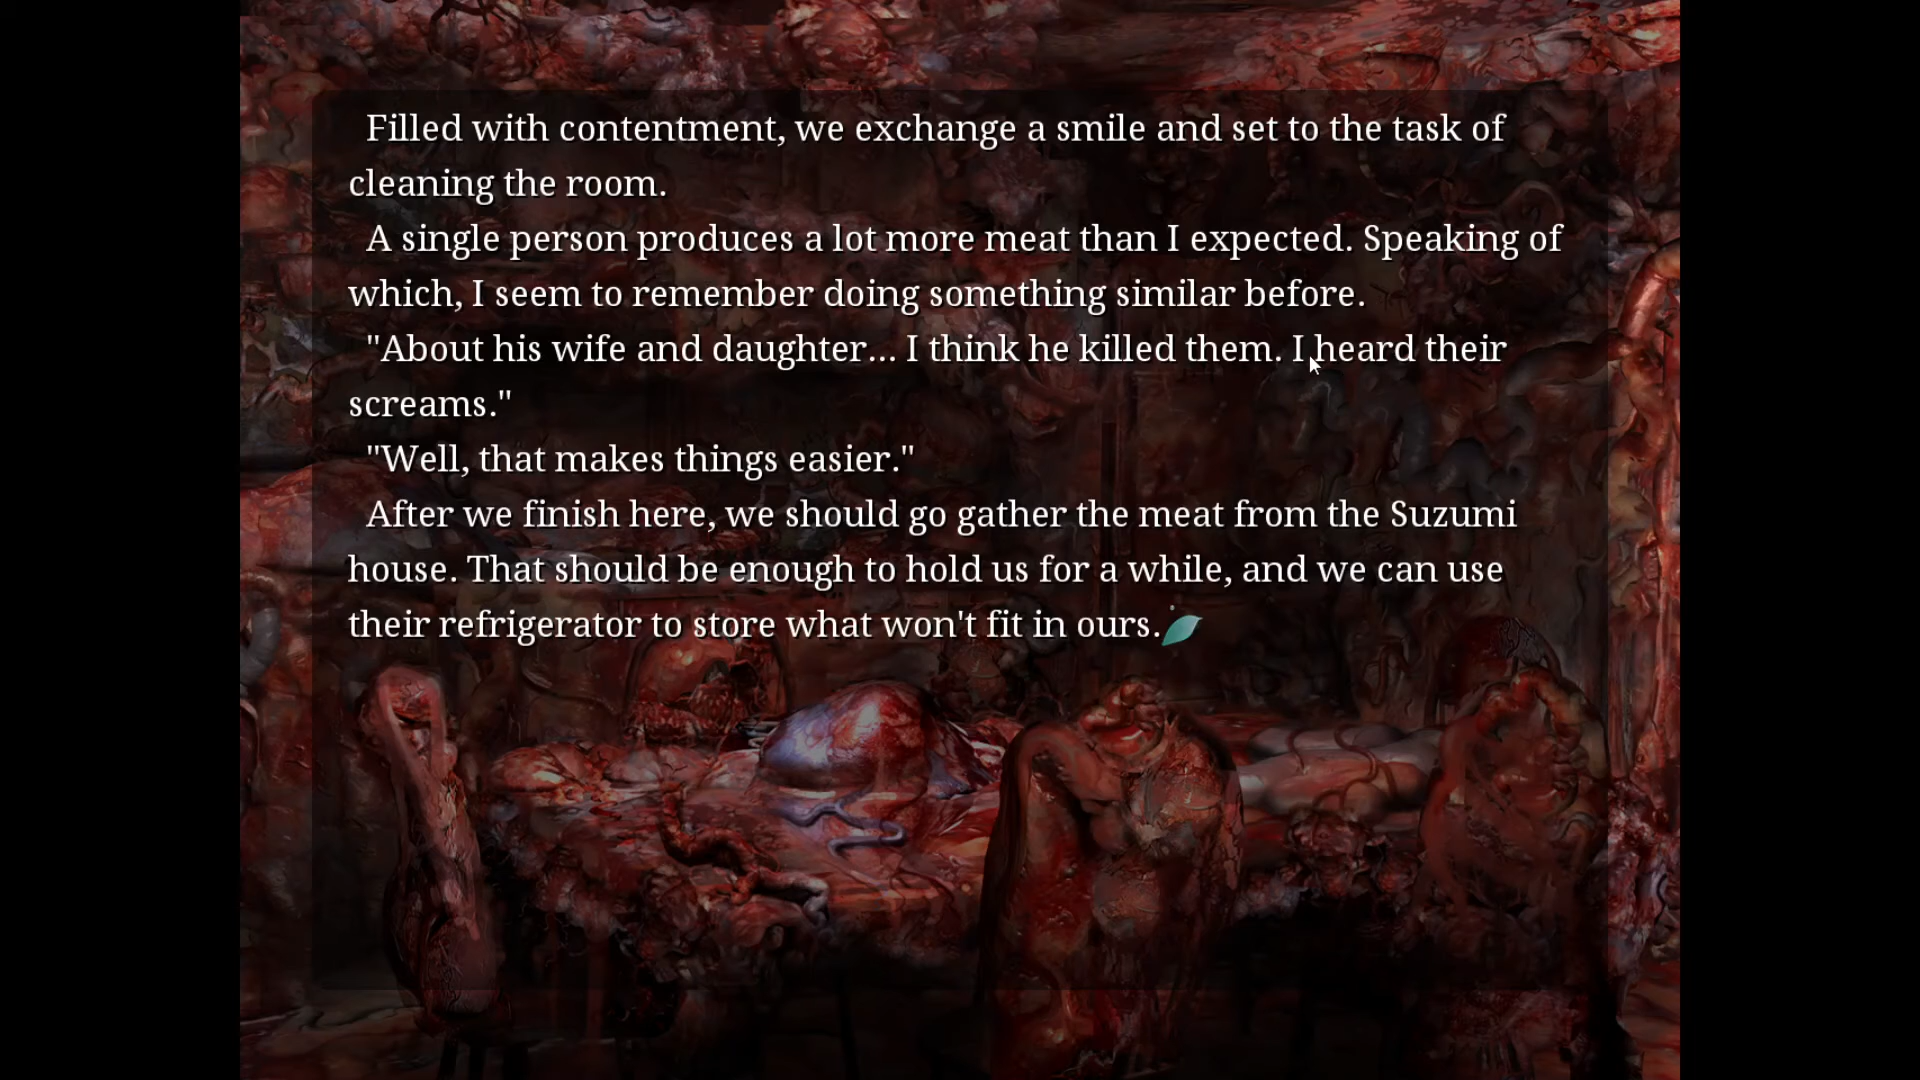 Filled with contentment, we exchange a smile and set to the task of
cleaning the room.
A single person produces a lot more meat than I expected. Speaking of
which, I seem to remember doing something similar before.
"About his wife and daughter... I think he killed them. I heard their
screams."
"Well, that makes things easier."
After we finish here, we should go gather the meat from the Suzumi
house. That should be enough to hold us for a while, and we can use
their refrigerator to store what won't fit in ours.